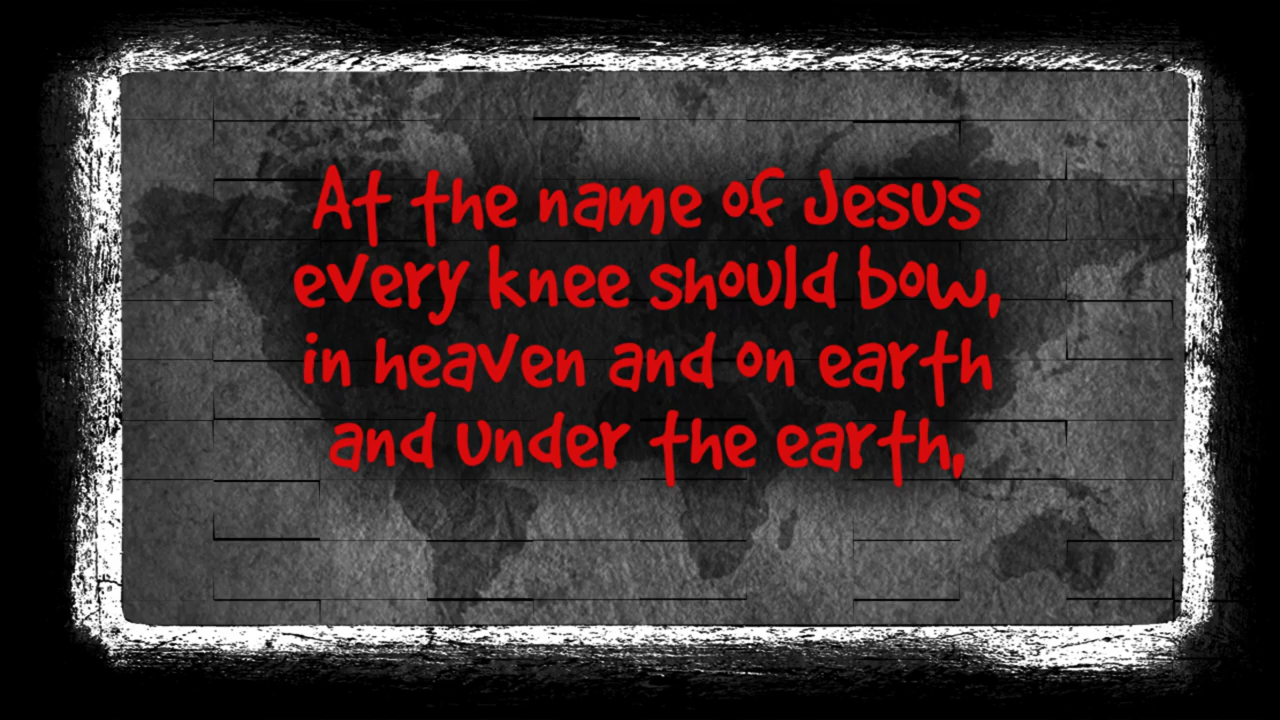 At the name of Jesus
every knee should bow,
in heaven and on earth
and under the earth,